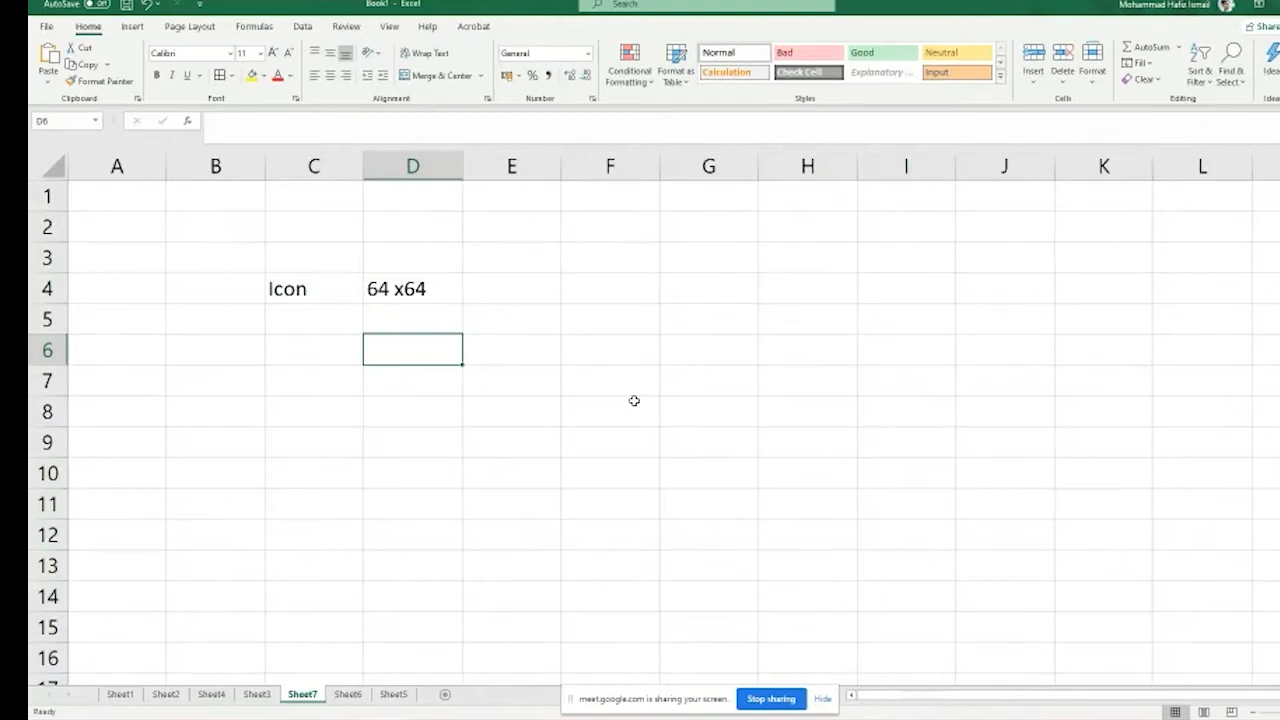 AutoSave On
Book1 - Excel
Search
Mohammad Hafiz Ismail
File Home Insert Page Layout Formulas Data Review View Help Acrobat
Share
Paste
Cut
Copy
Format Painter
Clipboard
Calibri 11
B I U
Font
Wrap Text
Merge & Center
Alignment
General
Number
Conditional Formatting
Format as Table
Normal Bad Good Neutral
Calculation Check Cell Explanatory ... Input
Styles
Insert Delete Format
Cells
AutoSum
Fill
Clear
Sort & Filter
Find & Select
Editing
D6
fx
A B C D E F G H I J K L
1
2
3
4 Icon 64 x64
5
6
7
8
9
10
11
12
13
14
15
16
17
Sheet1 Sheet2 Sheet4 Sheet3 Sheet7 Sheet6 Sheet5
meet.google.com is sharing your screen. Stop sharing Hide
Ready